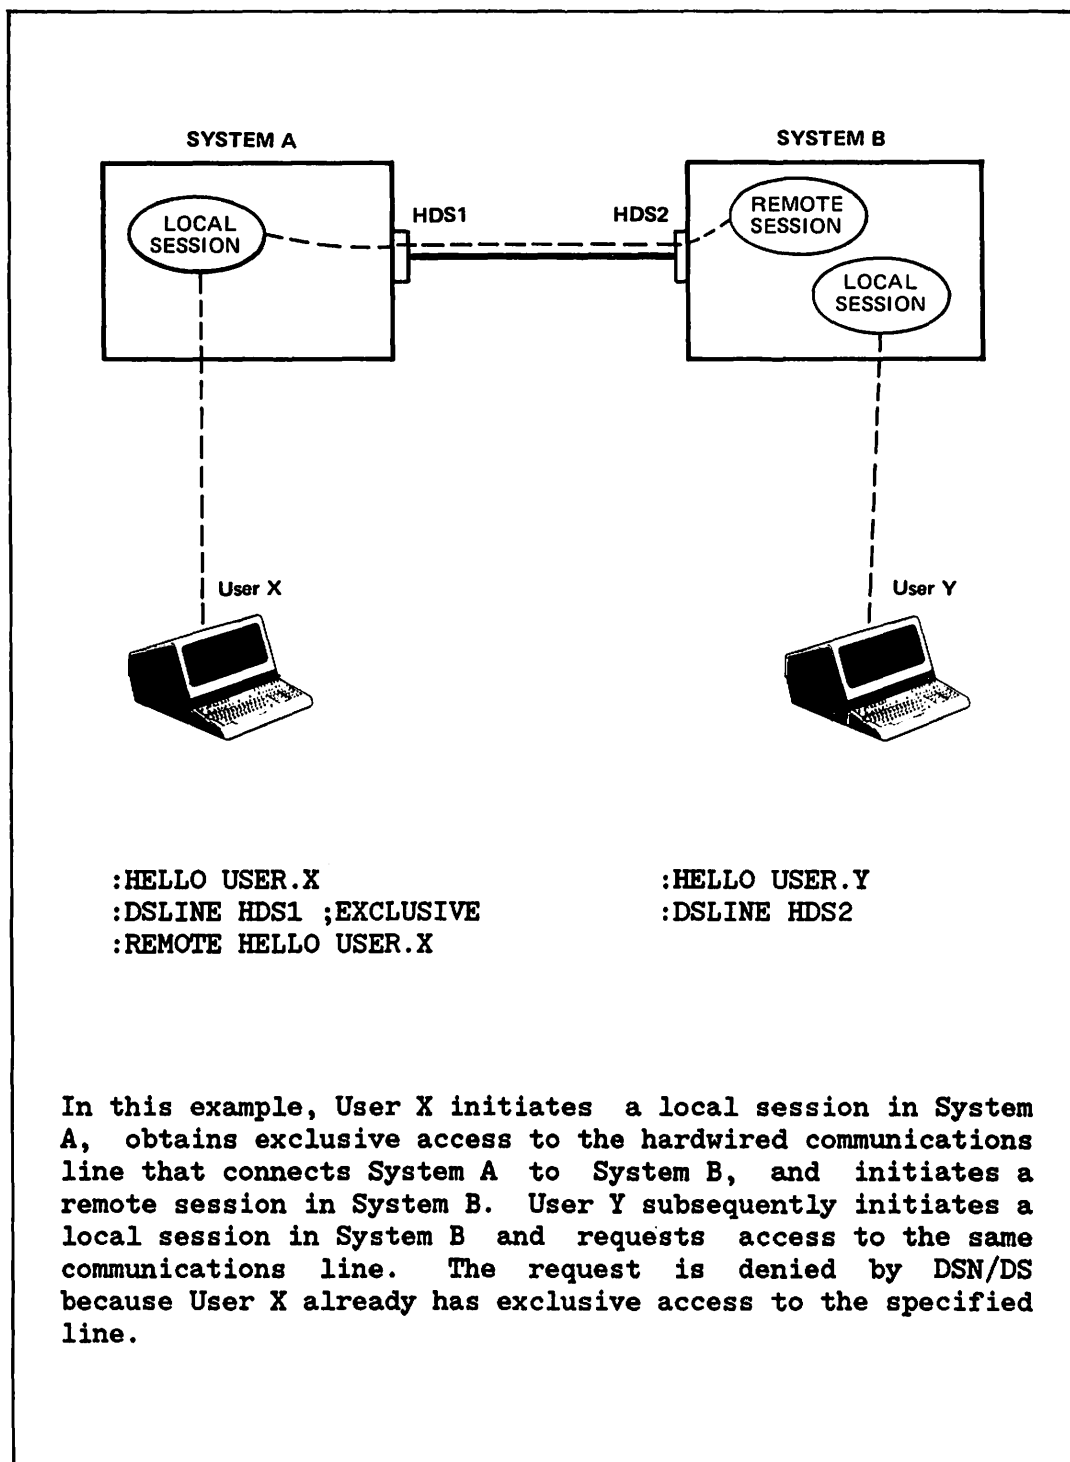 SYSTEM A
SYSTEM B
LOCAL
SESSION
HDS1
HDS2
REMOTE
SESSION
LOCAL
SESSION
User X
User Y
:HELLO USER.X
:DSLINE HDS1 ;EXCLUSIVE
:REMOTE HELLO USER.X
:HELLO USER.Y
:DSLINE HDS2
In this example, User X initiates a local session in System
A, obtains exclusive access to the hardwired communications
line that connects System A to System B, and initiates a
remote session in System B. User Y subsequently initiates a
local session in System B and requests access to the same
communications line. The request is denied by DSN/DS
because User X already has exclusive access to the specified
line.